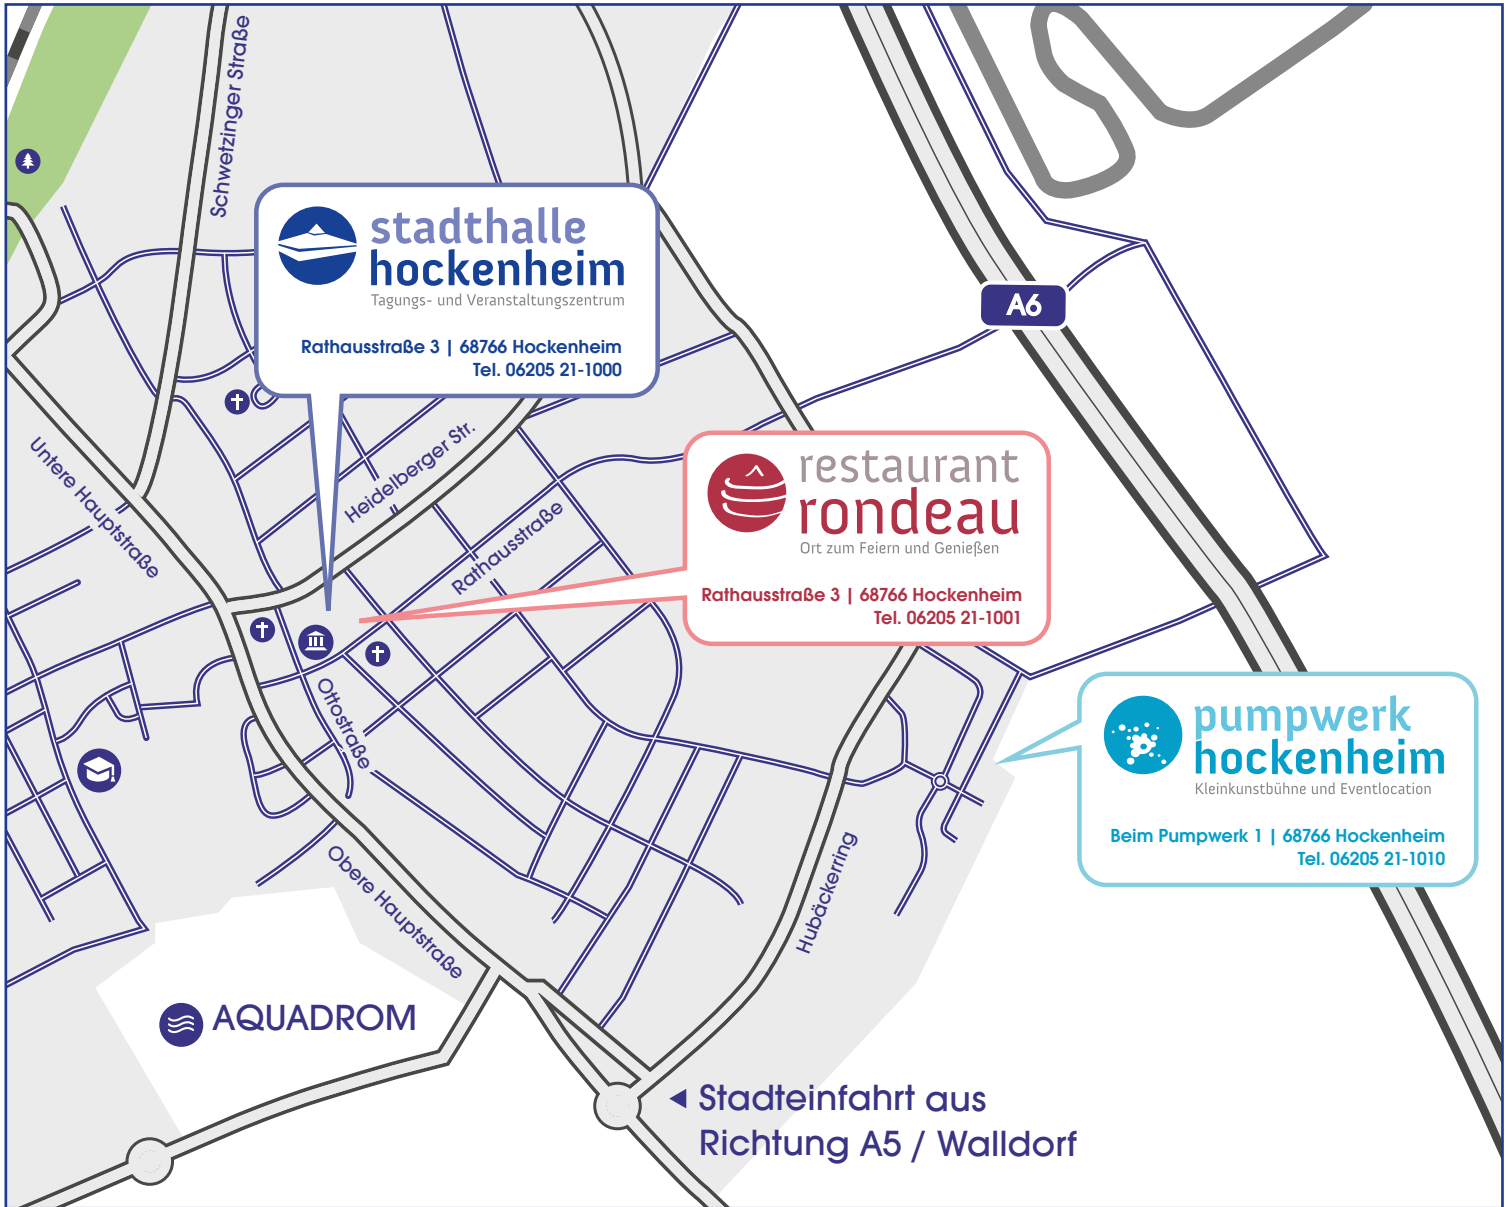 Schwetzinger Straße
stadthalle
hockenheim
Tagungs- und Veranstaltungszentrum
Rathausstraße 3 | 68766 Hockenheim
Tel. 06205 21-1000
A6
Untere Hauptstraße
Heidelberger Str.
Rathausstraße
restaurant
rondeau
Ort zum Feiern und Genießen
Rathausstraße 3 | 68766 Hockenheim
Tel. 06205 21-1001
Ottostraße
pumpwerk
hockenheim
Kleinkunstbühne und Eventlocation
Beim Pumpwerk 1 | 68766 Hockenheim
Tel. 06205 21-1010
Obere Hauptstraße
Hubäckerring
AQUADROM
Stadteinfahrt aus
Richtung A5 / Walldorf